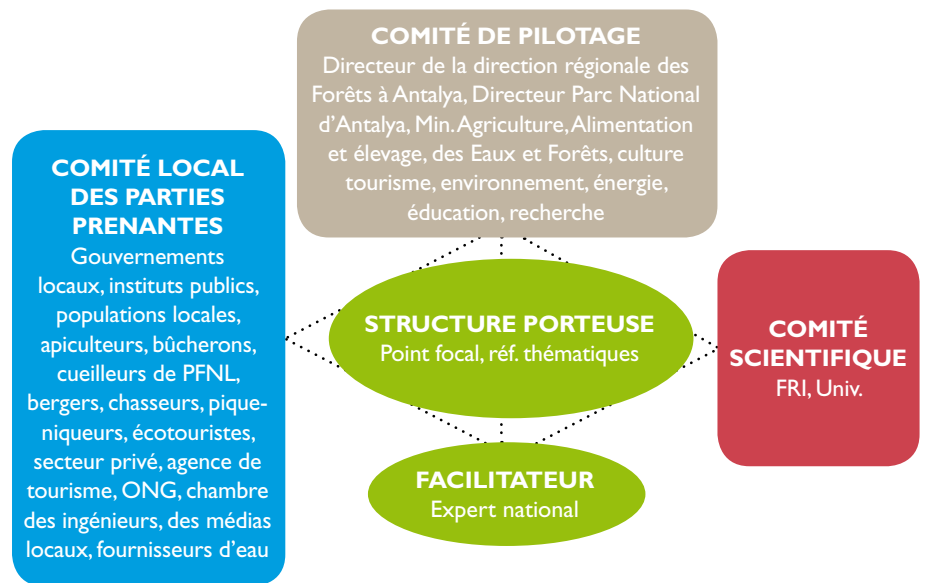 COMITÉ DE PILOTAGE
Directeur de la direction régionale des
Forêts à Antalya, Directeur Parc National
d'Antalya, Min. Agriculture, Alimentation
et élevage, des Eaux et Forêts, culture
tourisme, environnement, énergie,
éducation, recherche
COMITÉ LOCAL
DES PARTIES
PRENANTES
Gouvernements
locaux, instituts publics,
populations locales,
apiculteurs, bûcherons,
cueilleurs de PFNL,
bergers, chasseurs, pique-
niqueurs, écotouristes,
secteur privé, agence de
tourisme, ONG, chambre
des ingénieurs, des médias
locaux, fournisseurs d'eau
STRUCTURE PORTEUSE
Point focal, réf. thématiques
COMITÉ
SCIENTIFIQUE
FRI, Univ.
FACILITATEUR
Expert national